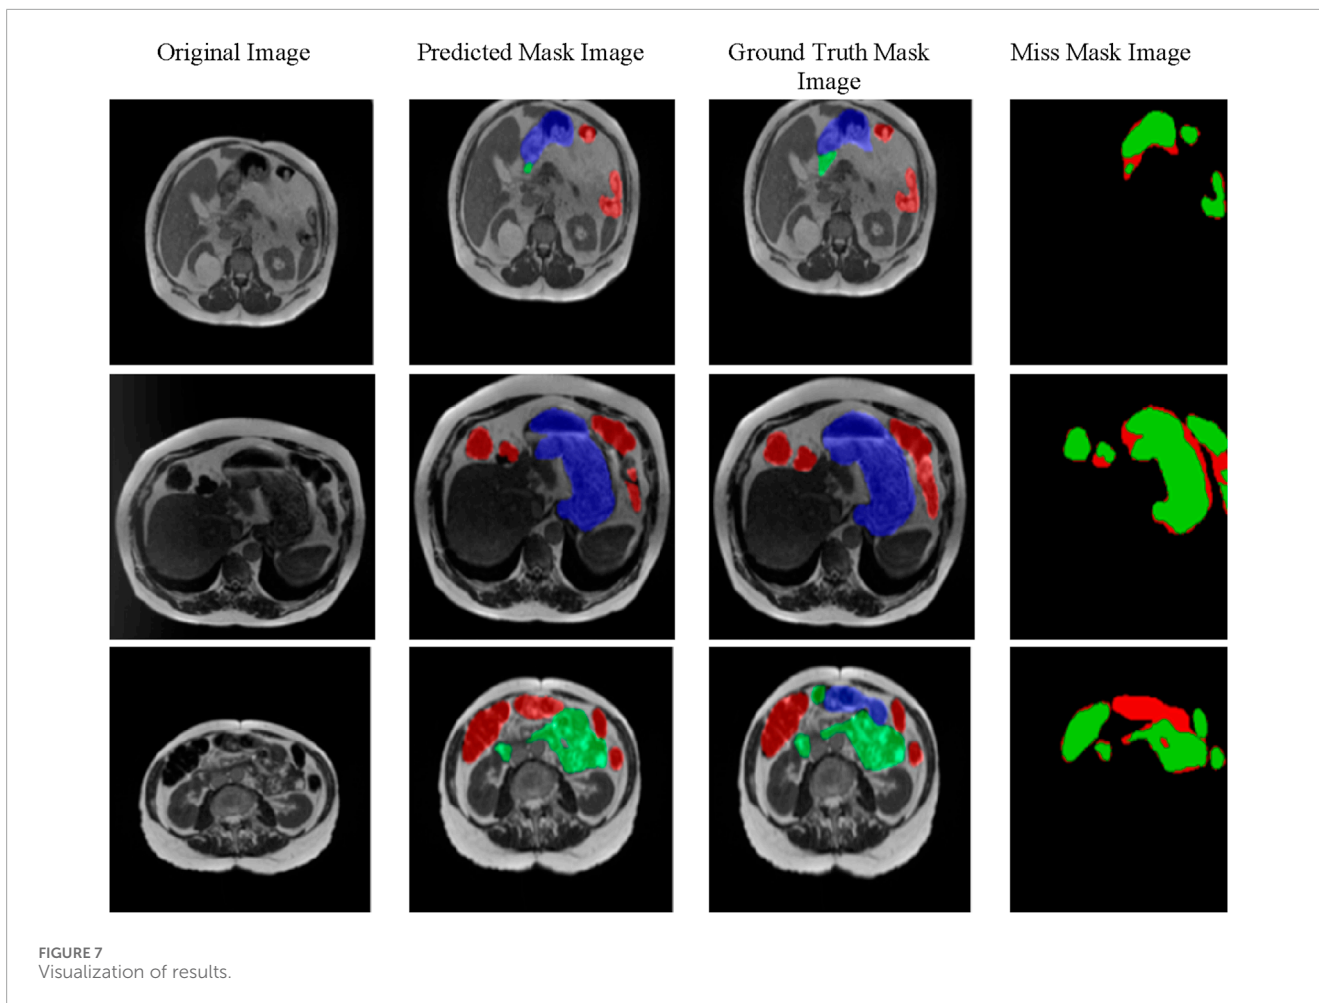 Original Image
Predicted Mask Image
Ground Truth Mask
Image
Miss Mask Image
FIGURE 7
Visualization of results.